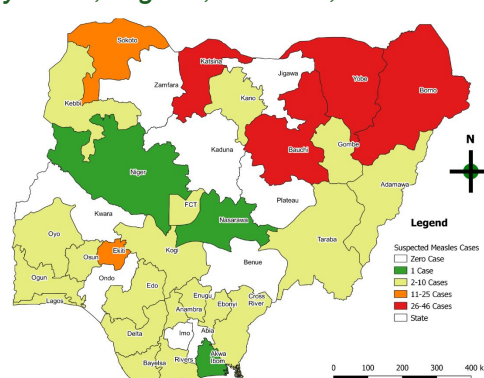 Sokoto
Katsina
Jigawa
Yobe
Borno
Zamfara
Kano
Kebbi
Kaduna
Bauchi
Gombe
N
Niger
Adamawa
FCT
Plateau
Nasarawa
Kwara
Legend
Oyo
Taraba
Suspected Measles Cases
Zero Case
1 Case
2-10 Cases
11-25 Cases
26-46 Cases
State
Osun
Ekiti
Kogi
Benue
Ogun
Ondo
Edo
Lagos
Enugu
Ebonyi
Cross
River
Anambra
Delta
Imo
Abia
Bayelsa
Rivers
Akwa
Ibom
0 100 200 300 400 k